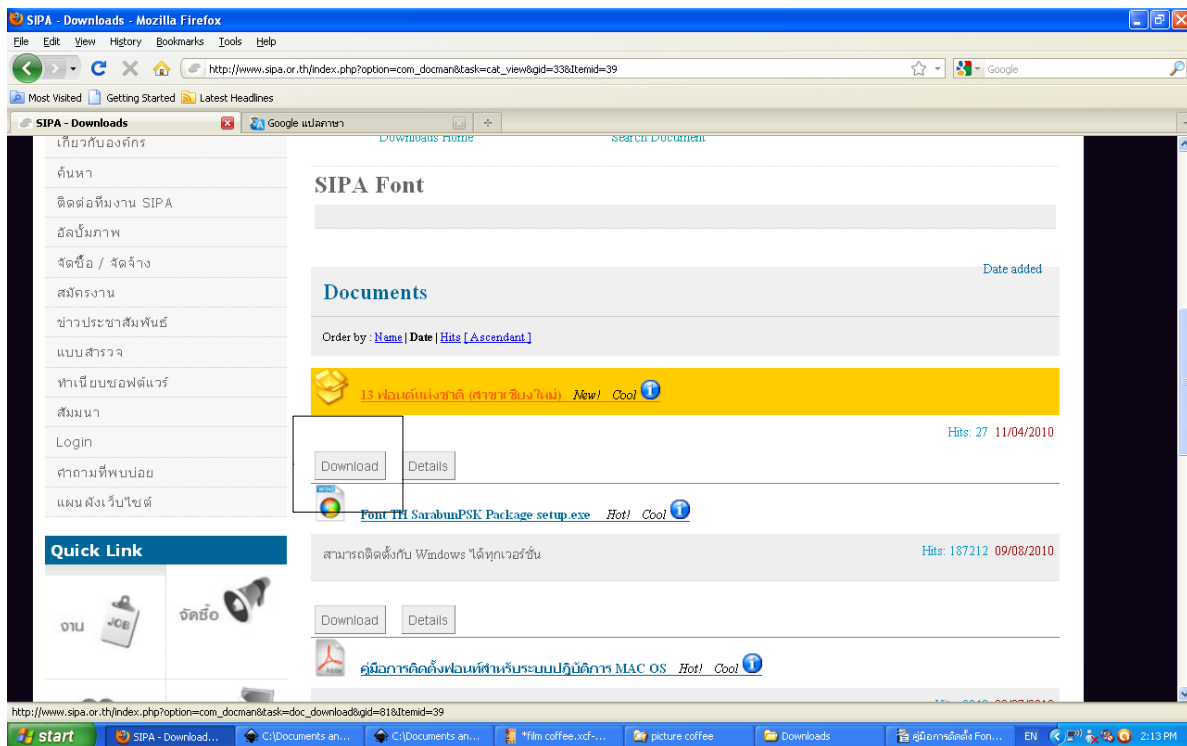 SIPA - Downloads - Mozilla Firefox
File Edit View History Bookmarks Tools Help
http://www.sipa.or.th/index.php?option=com_docman&task=cat_view&gid=33&Itemid=39
Google
Most Visited Getting Started Latest Headlines
SIPA - Downloads
Google แปลภาษา
เกี่ยวกับองค์กร
ค้นหา
ติดต่อทีมงาน SIPA
อัลบั้มภาพ
จัดซื้อ / จัดจ้าง
สมัครงาน
ข่าวประชาสัมพันธ์
แบบสำรวจ
ทำเนียบซอฟต์แวร์
สัมมนา
Login
คำถามที่พบบ่อย
แผนผังเว็บไซต์
Quick Link
งาน
JOB
จัดซื้อ
Downloads Home Search Document
SIPA Font
Date added
Documents
Order by : Name | Date | Hits [ Ascendant ]
13 ฟอนต์แห่งชาติ (สาขาเชียงใหม่) New! Cool
Hits: 27 11/04/2010
Download Details
Font TH SarabunPSK Package setup.exe Hot! Cool
สามารถติดตั้งกับ Windows ได้ทุกเวอร์ชั่น
Hits: 187212 09/08/2010
Download Details
Adobe
คู่มือการติดตั้งฟอนท์สำหรับระบบปฏิบัติการ MAC OS Hot! Cool
http://www.sipa.or.th/index.php?option=com_docman&task=doc_download&gid=81&Itemid=39
start
SIPA - Download...
C:\Documents an...
C:\Documents an...
*film coffee.xcf-...
picture coffee
Downloads
คู่มือการติดตั้ง Fon...
EN
2:13 PM